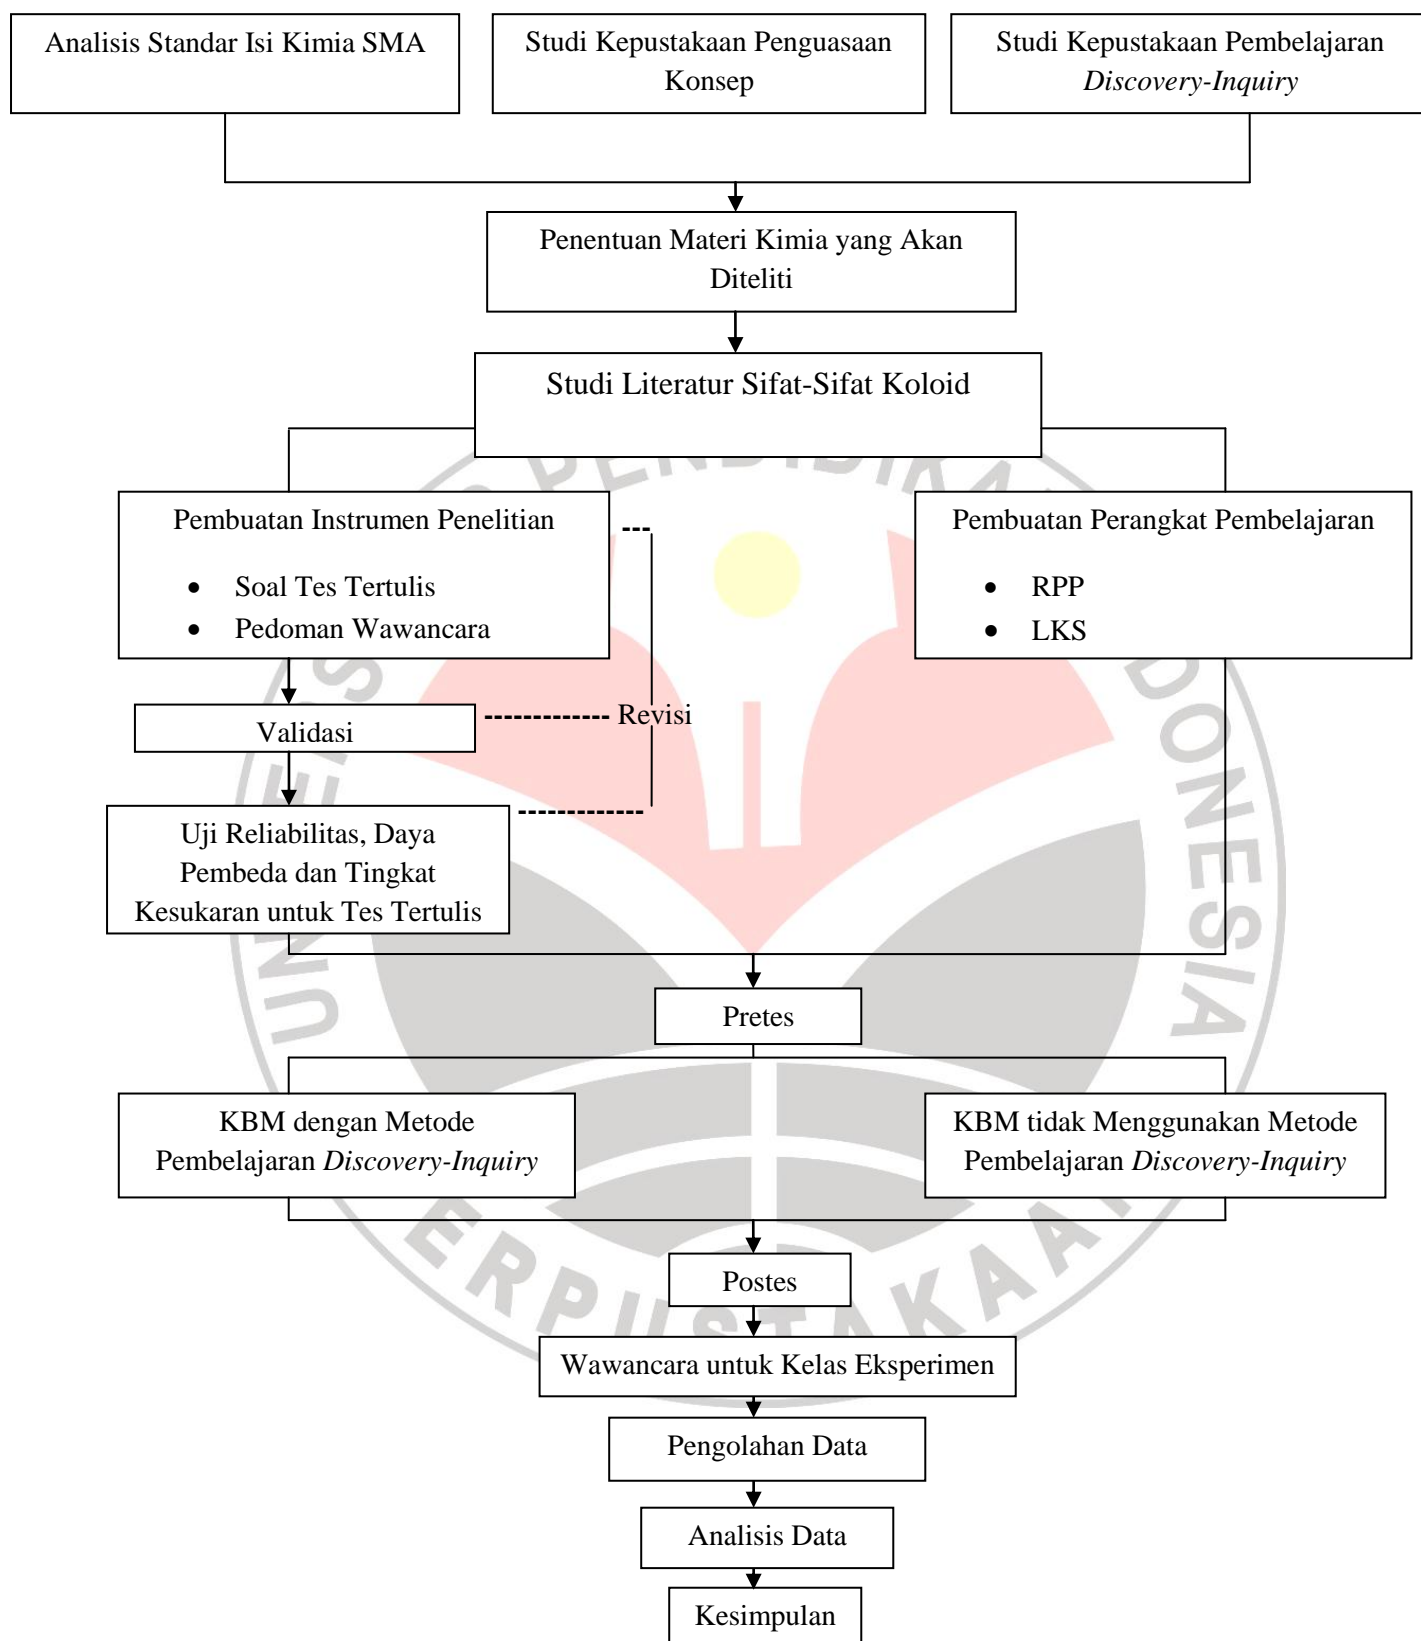 Analisis Standar Isi Kimia SMA
Studi Kepustakaan Penguasaan
Konsep
Studi Kepustakaan Pembelajaran
Discovery-Inquiry
Penentuan Materi Kimia yang Akan
Diteliti
Studi Literatur Sifat-Sifat Koloid
Pembuatan Instrumen Penelitian
• Soal Tes Tertulis
• Pedoman Wawancara
Pembuatan Perangkat Pembelajaran
• RPP
• LKS
Validasi
Revisi
Uji Reliabilitas, Daya
Pembeda dan Tingkat
Kesukaran untuk Tes Tertulis
Pretes
KBM dengan Metode
Pembelajaran Discovery-Inquiry
KBM tidak Menggunakan Metode
Pembelajaran Discovery-Inquiry
Postes
Wawancara untuk Kelas Eksperimen
Pengolahan Data
Analisis Data
Kesimpulan